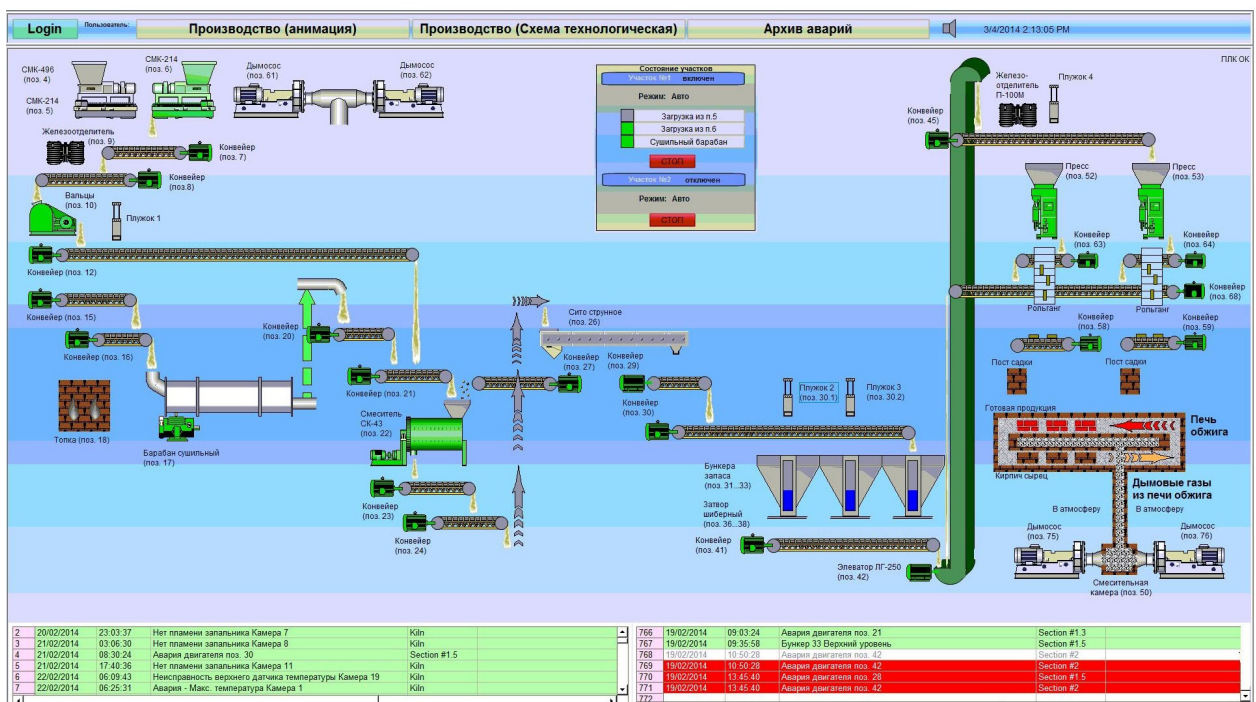 Login
Пользователь:
Производство (анимация)
Производство (Схема технологическая)
Архив аварий
3/4/2014 2:13:05 PM
ПЛК ОК
СМК-496
(поз. 4)
СМК-214
(поз. 5)
СМК-214
(поз. 6)
Дымосос
(поз. 61)
Дымосос
(поз. 62)
Железоотделитель
(поз. 9)
Конвейер
(поз. 7)
Конвейер
(поз.8)
Вальцы
(поз. 10)
Плужок 1
Конвейер (поз. 12)
Конвейер (поз. 15)
Конвейер (поз. 16)
Топка (поз. 18)
Барабан сушильный
(поз. 17)
Конвейер
(поз. 20)
Конвейер (поз. 21)
Смеситель
СК-43
(поз. 22)
Конвейер
(поз. 23)
Конвейер
(поз. 24)
Состояние участков
Участок №1 включен
Режим: Авто
Загрузка из п.5
Загрузка из п.6
Сушильный барабан
СТОП
Участок №2 отключен
Режим: Авто
СТОП
Сито струнное
(поз. 26)
Конвейер
(поз. 27)
Конвейер
(поз. 29)
Конвейер
(поз. 30)
Плужок 2
(поз. 30.1)
Плужок 3
(поз. 30.2)
Бункера
запаса
(поз. 31...33)
Затвор
шиберный
(поз. 36...38)
Конвейер
(поз. 41)
Элеватор ЛГ-250
(поз. 42)
Конвейер
(поз. 45)
Железо-
отделитель
П-100М
Плужок 4
Пресс
(поз. 52)
Пресс
(поз. 53)
Конвейер
(поз. 63)
Конвейер
(поз. 64)
Конвейер
(поз. 68)
Рольганг
Рольганг
Конвейер
(поз. 58)
Конвейер
(поз. 59)
Пост садки
Пост садки
Готовая продукция
Печь
обжига
Кирпич сырец
Дымовые газы
из печи обжига
В атмосферу
В атмосферу
Дымосос
(поз. 75)
Дымосос
(поз. 76)
Смесительная
камера (поз. 50)
2 20/02/2014 23:03:37 Нет пламени запальника Камера 7 Kiln
3 21/02/2014 03:06:30 Нет пламени запальника Камера 8 Kiln
4 21/02/2014 08:30:24 Авария двигателя поз. 30 Section #1.5
5 21/02/2014 17:40:36 Нет пламени запальника Камера 11 Kiln
6 22/02/2014 06:09:43 Неисправность верхнего датчика температуры Камера 19 Kiln
7 22/02/2014 06:25:31 Авария - Макс. температура Камера 1 Kiln
766 19/02/2014 09:03:24 Авария двигателя поз. 21 Section #1.3
767 19/02/2014 09:35:58 Бункер 33 Верхний уровень Section #1.5
768 19/02/2014 10:50:28 Авария двигателя поз. 42 Section #2
769 19/02/2014 10:50:28 Авария двигателя поз. 42 Section #2
770 19/02/2014 13:45:40 Авария двигателя поз. 28 Section #1.5
771 19/02/2014 13:45:40 Авария двигателя поз. 42 Section #2
772